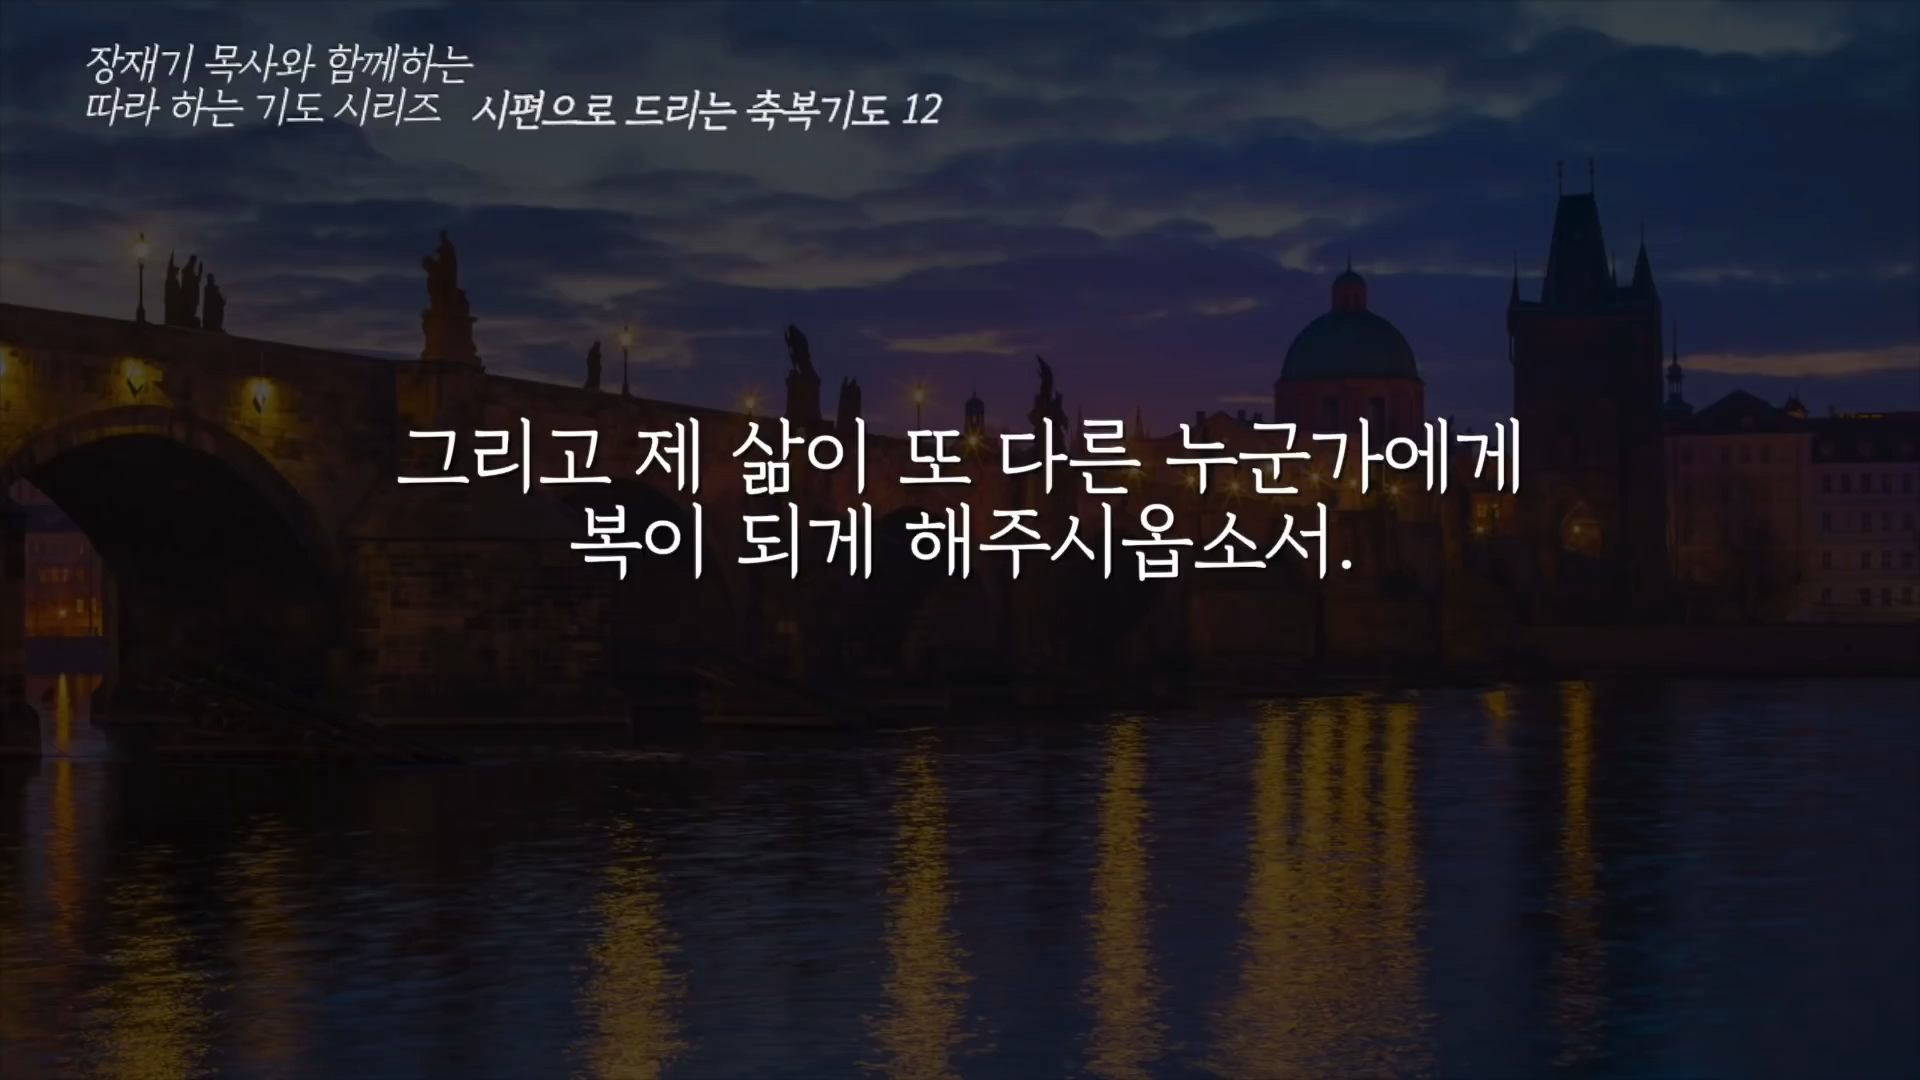 장재기 목사와 함께하는
따라 하는 기도 시리즈 시편으로 드리는 축복기도 12
그리고 제 삶이 또 다른 누군가에게
복이 되게 해주시옵소서.